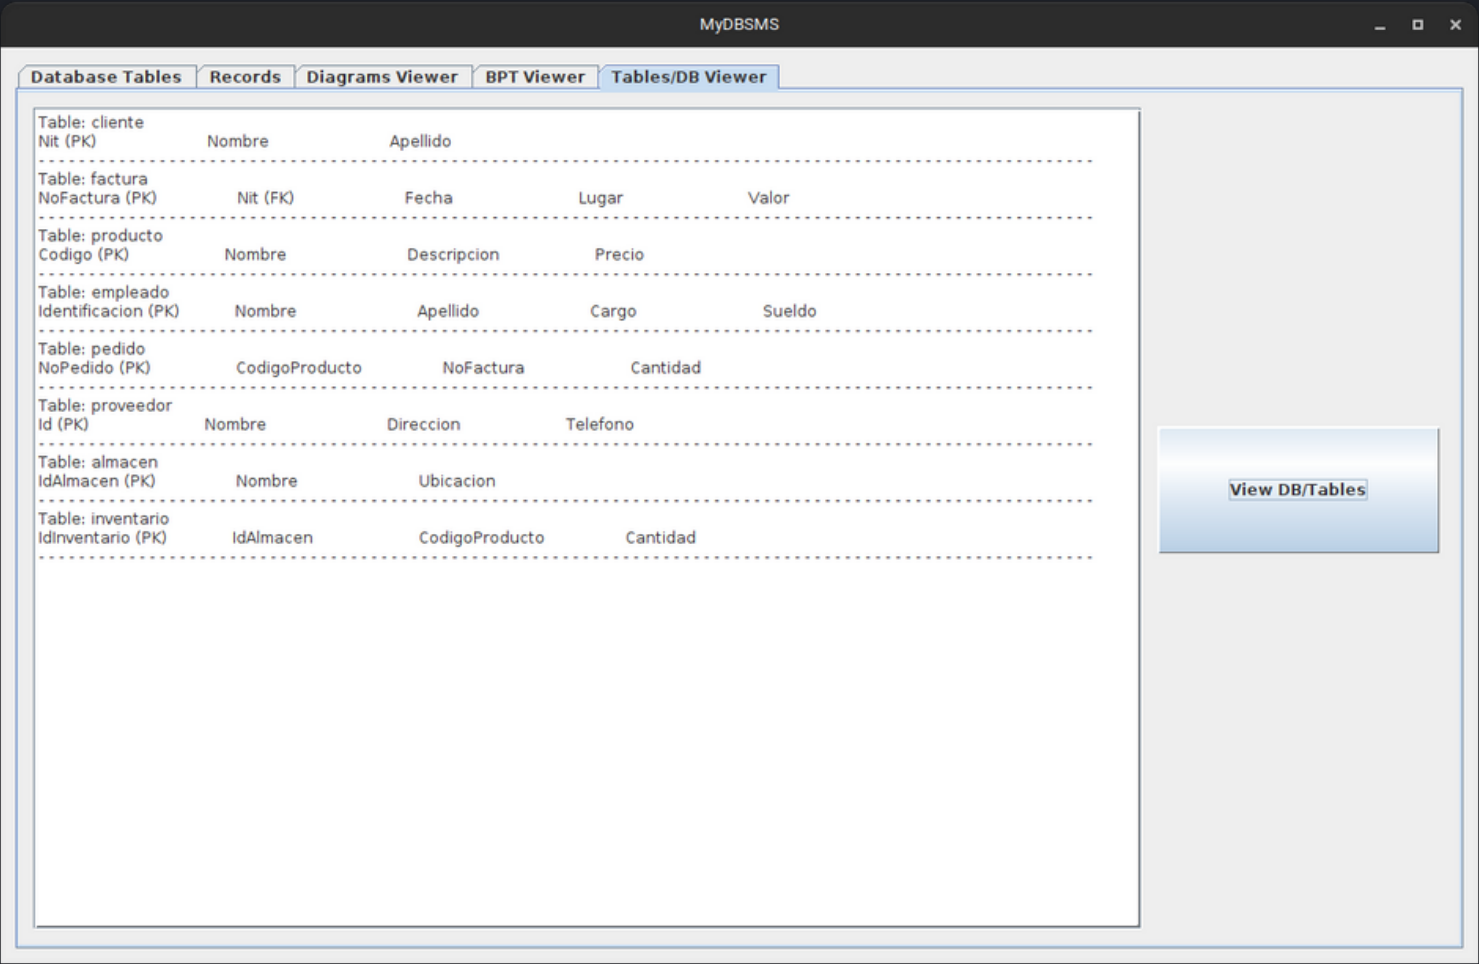 MyDBSMS
Database Tables Records Diagrams Viewer BPT Viewer Tables/DB Viewer
Table: cliente
Nit (PK) Nombre Apellido
Table: factura
NoFactura (PK) Nit (FK) Fecha Lugar Valor
Table: producto
Codigo (PK) Nombre Descripcion Precio
Table: empleado
Identificacion (PK) Nombre Apellido Cargo Sueldo
Table: pedido
NoPedido (PK) CodigoProducto NoFactura Cantidad
Table: proveedor
Id (PK) Nombre Direccion Telefono
Table: almacen
IdAlmacen (PK) Nombre Ubicacion
Table: inventario
IdInventario (PK) IdAlmacen CodigoProducto Cantidad
View DB/Tables